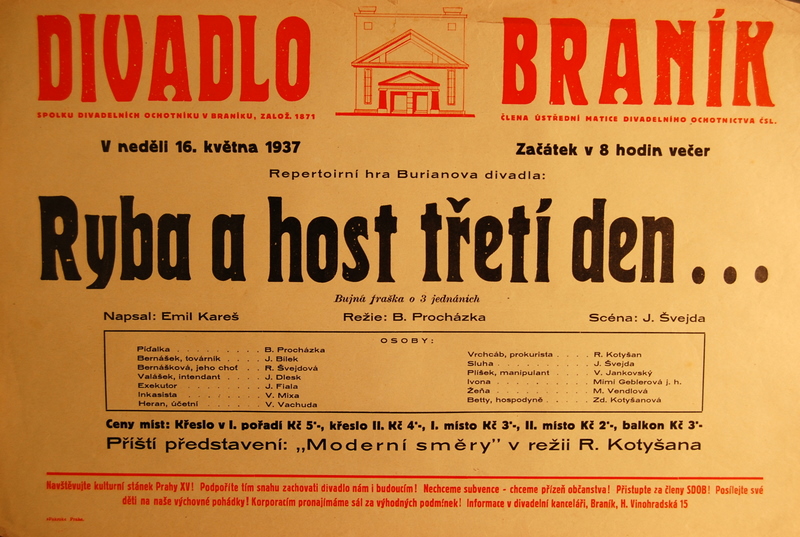 DIVADLO BRANÍK
SPOLKU DIVADELNÍCH OCHOTNÍKU V BRANÍKU, ZALOŽ. 1871
ČLENA ÚSTŘEDNÍ MATICE DIVADELNÍHO OCHOTNICTVA ČSL.
V neděli 16. května 1937
Začátek v 8 hodin večer
Repertoirní hra Burianova divadla:
Ryba a host třetí den...
Bujná fraška o 3 jednáních
Napsal: Emil Kareš
Režie: B. Procházka
Scéna: J. Švejda
OSOBY:
Píďalka . . . . . . . . . B. Procházka
Bernášek, továrník . . . . J. Bílek
Bernášková, jeho choť . . R. Švejdová
Valášek, intendant . . . . J. Diesk
Exekutor . . . . . . . . J. Fiala
Inkasista . . . . . . . . V. Mixa
Heran, účetní . . . . . . V. Vachuda
Vrchcáb, prokurista . . . . R. Kotyšan
Sluha . . . . . . . . . J. Švejda
Plíšek, manipulant . . . . V. Jankovský
Ivona . . . . . . . . . Mimi Geblerová j. h.
Žeňa . . . . . . . . . M. Vendlová
Betty, hospodyně . . . . . Zd. Kotyšanová
Ceny míst: Křeslo v I. pořadí Kč 5'-, křeslo II. Kč 4'-, I. místo Kč 3'-, II. místo Kč 2'-, balkon Kč 3'-
Příští představení: „Moderní směry" v režii R. Kotyšana
Navštěvujte kulturní stánek Prahy XV! Podpoříte tím snahu zachovati divadlo nám i budoucím! Nechceme subvence - chceme přízeň občanstva! Přistupte za členy SDOB! Posílejte své
děti na naše výchovné pohádky! Korporacím pronajímáme sál za výhodných podmínek! Informace v divadelní kanceláři, Braník, H. Vinohradská 15